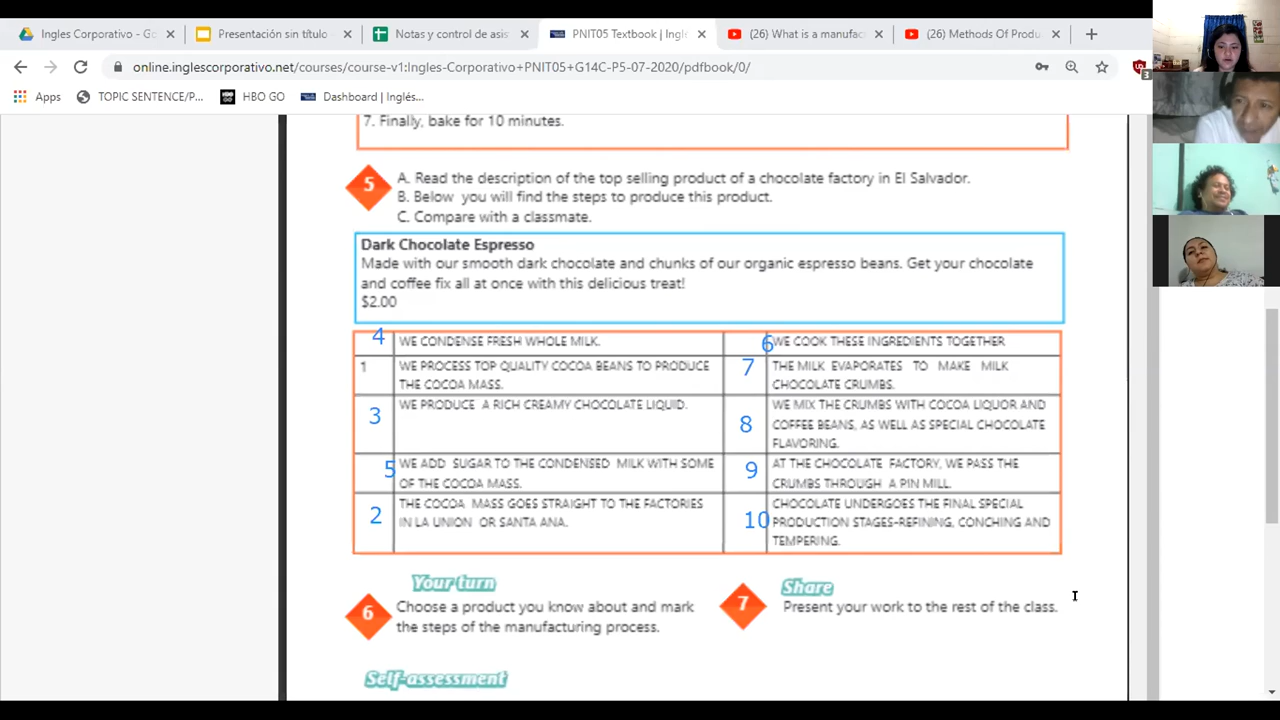 Ingles Corporativo - Go
Presentación sin título
Notas y control de asis
PNIT05 Textbook | Inglé
(26) What is a manufac
(26) Methods Of Produ
online.inglescorporativo.net/courses/course-v1:Ingles-Corporativo+PNIT05+G14C-P5-07-2020/pdfbook/0/
3
Apps
TOPIC SENTENCE/P...
HBO GO
Dashboard | Inglés...
7. Finally, bake for 10 minutes.
5
A. Read the description of the top selling product of a chocolate factory in El Salvador.
B. Below you will find the steps to produce this product.
C. Compare with a classmate.
Dark Chocolate Espresso
Made with our smooth dark chocolate and chunks of our organic espresso beans. Get your chocolate
and coffee fix all at once with this delicious treat!
$2.00
4
WE CONDENSE FRESH WHOLE MILK.
6
WE COOK THESE INGREDIENTS TOGETHER
1
WE PROCESS TOP QUALITY COCOA BEANS TO PRODUCE
THE COCOA MASS.
7
THE MILK EVAPORATES TO MAKE MILK
CHOCOLATE CRUMBS.
3
WE PRODUCE A RICH CREAMY CHOCOLATE LIQUID.
8
WE MIX THE CRUMBS WITH COCOA LIQUOR AND
COFFEE BEANS, AS WELL AS SPECIAL CHOCOLATE
FLAVORING.
5
WE ADD SUGAR TO THE CONDENSED MILK WITH SOME
OF THE COCOA MASS.
9
AT THE CHOCOLATE FACTORY, WE PASS THE
CRUMBS THROUGH A PIN MILL.
2
THE COCOA MASS GOES STRAIGHT TO THE FACTORIES
IN LA UNION OR SANTA ANA.
10
CHOCOLATE UNDERGOES THE FINAL SPECIAL
PRODUCTION STAGES-REFINING, CONCHING AND
TEMPERING.
Your turn
6
Choose a product you know about and mark
the steps of the manufacturing process.
Share
7
Present your work to the rest of the class.
Self-assessment